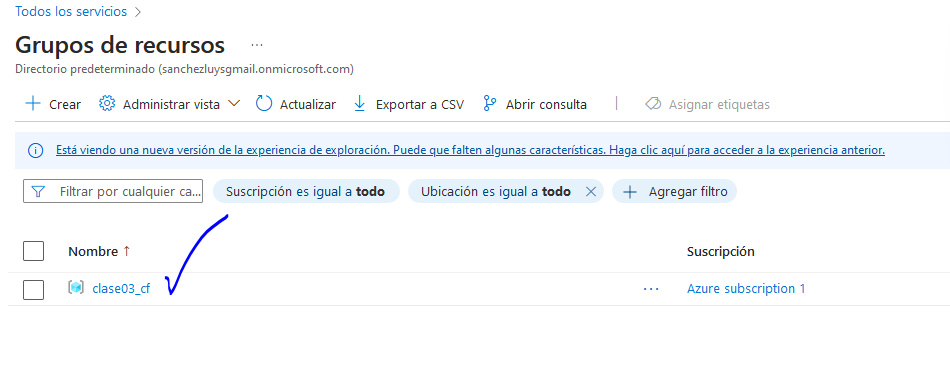 Todos los servicios >
Grupos de recursos ...
Directorio predeterminado (sanchezluysgmail.onmicrosoft.com)
+ Crear Administrar vista Actualizar Exportar a CSV Abrir consulta | Asignar etiquetas
Está viendo una nueva versión de la experiencia de exploración. Puede que falten algunas características. Haga clic aquí para acceder a la experiencia anterior.
Filtrar por cualquier ca... Suscripción es igual a todo Ubicación es igual a todo × + Agregar filtro
Nombre ↑ Suscripción
clase03_cf ... Azure subscription 1